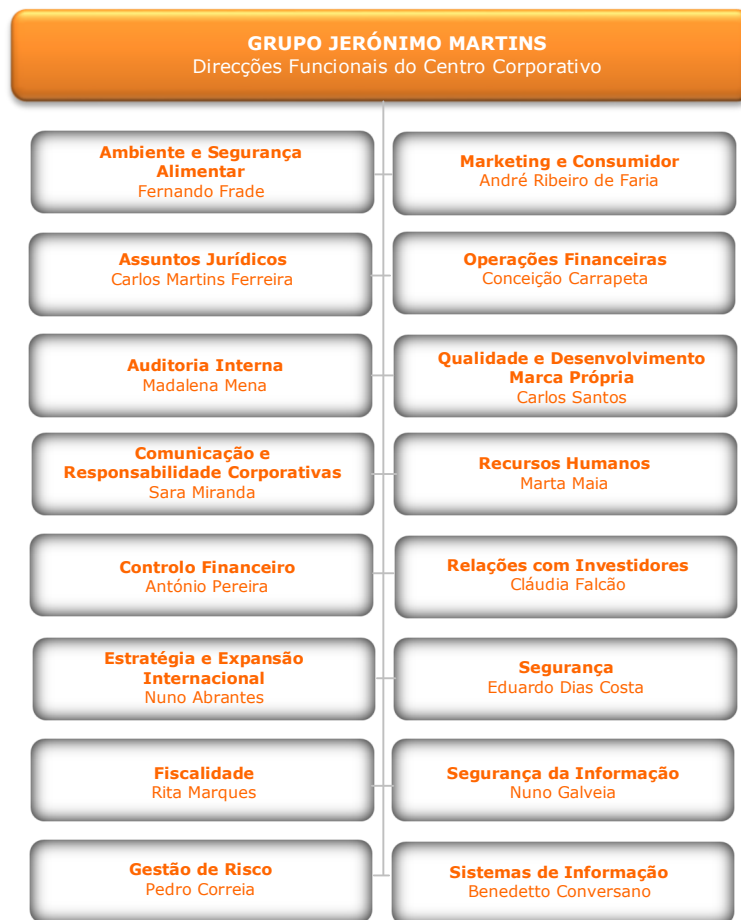 GRUPO JERÓNIMO MARTINS
Direcções Funcionais do Centro Corporativo
Ambiente e Segurança
Alimentar
Fernando Frade
Marketing e Consumidor
André Ribeiro de Faria
Assuntos Jurídicos
Carlos Martins Ferreira
Operações Financeiras
Conceição Carrapeta
Auditoria Interna
Madalena Mena
Qualidade e Desenvolvimento
Marca Própria
Carlos Santos
Comunicação e
Responsabilidade Corporativas
Sara Miranda
Recursos Humanos
Marta Maia
Controlo Financeiro
António Pereira
Relações com Investidores
Cláudia Falcão
Estratégia e Expansão
Internacional
Nuno Abrantes
Segurança
Eduardo Dias Costa
Fiscalidade
Rita Marques
Segurança da Informação
Nuno Galveia
Gestão de Risco
Pedro Correia
Sistemas de Informação
Benedetto Conversano